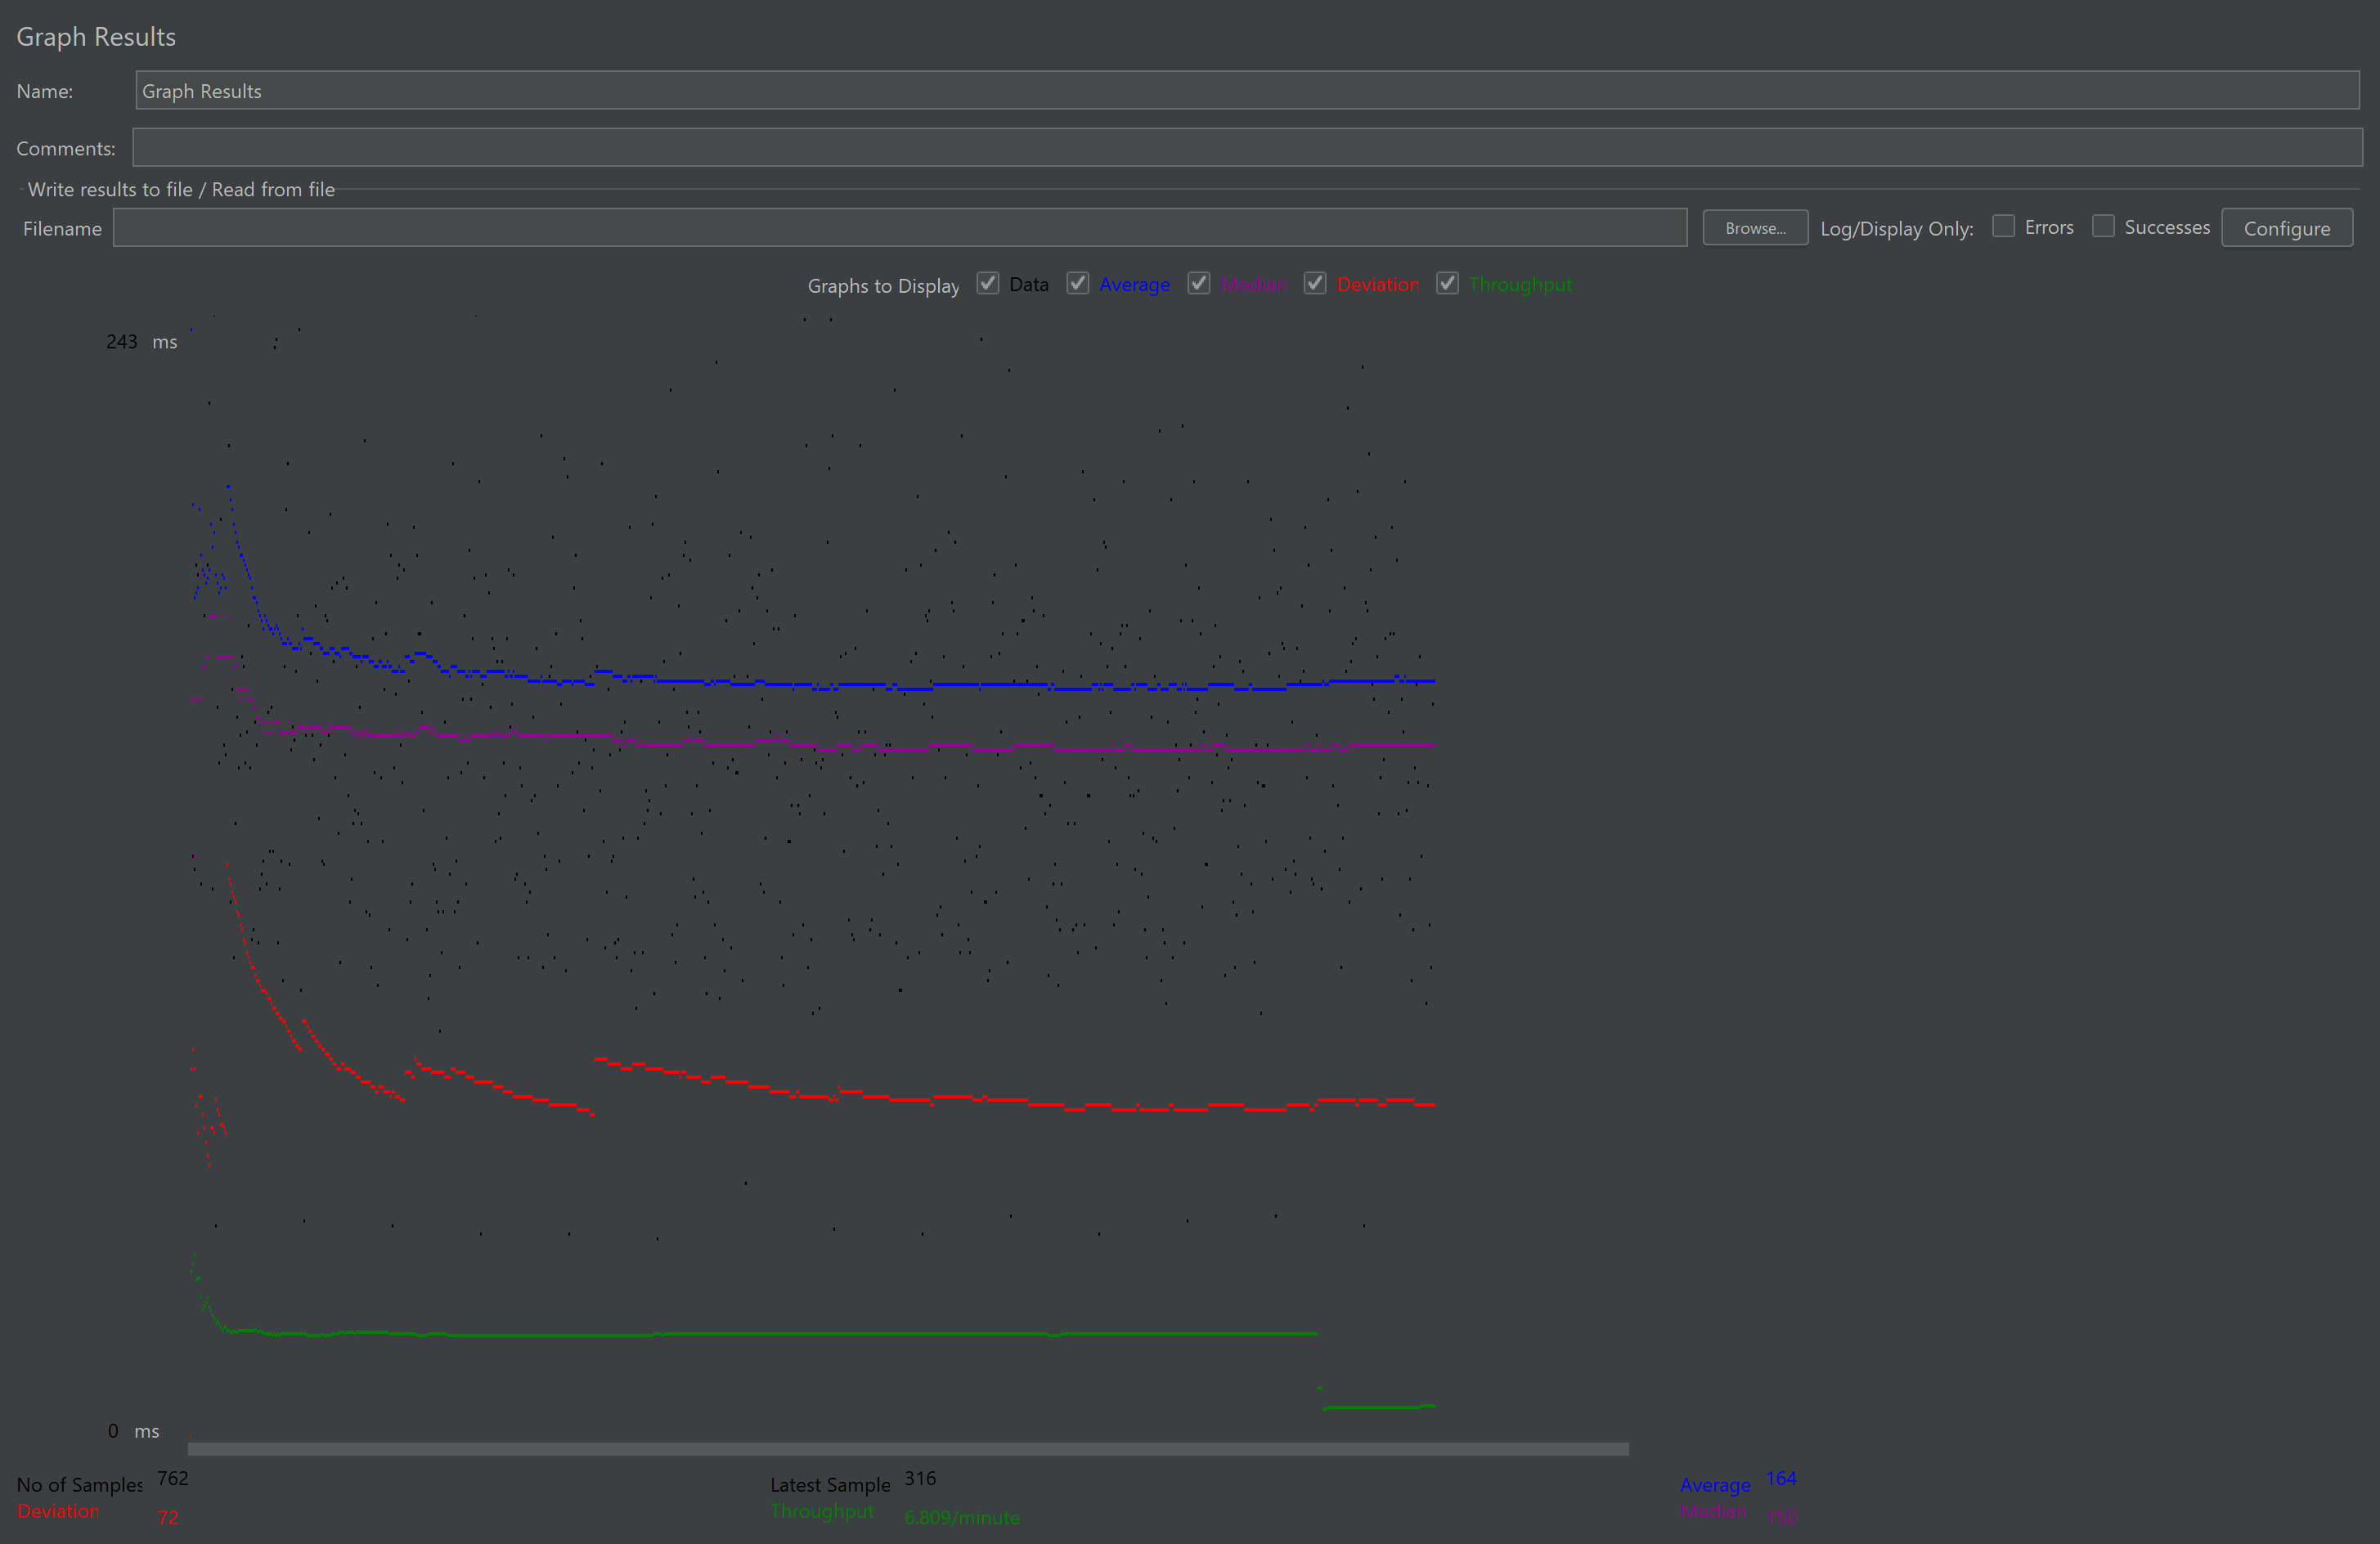 Graph Results
Name: Graph Results
Comments:
Write results to file / Read from file
Filename Browse... Log/Display Only: Errors Successes Configure
Graphs to Display Data Average Median Deviation Throughput
243 ms
0 ms
No of Samples 762 Latest Sample 316 Average 164
Deviation 72 Throughput 6.809/minute Median 150